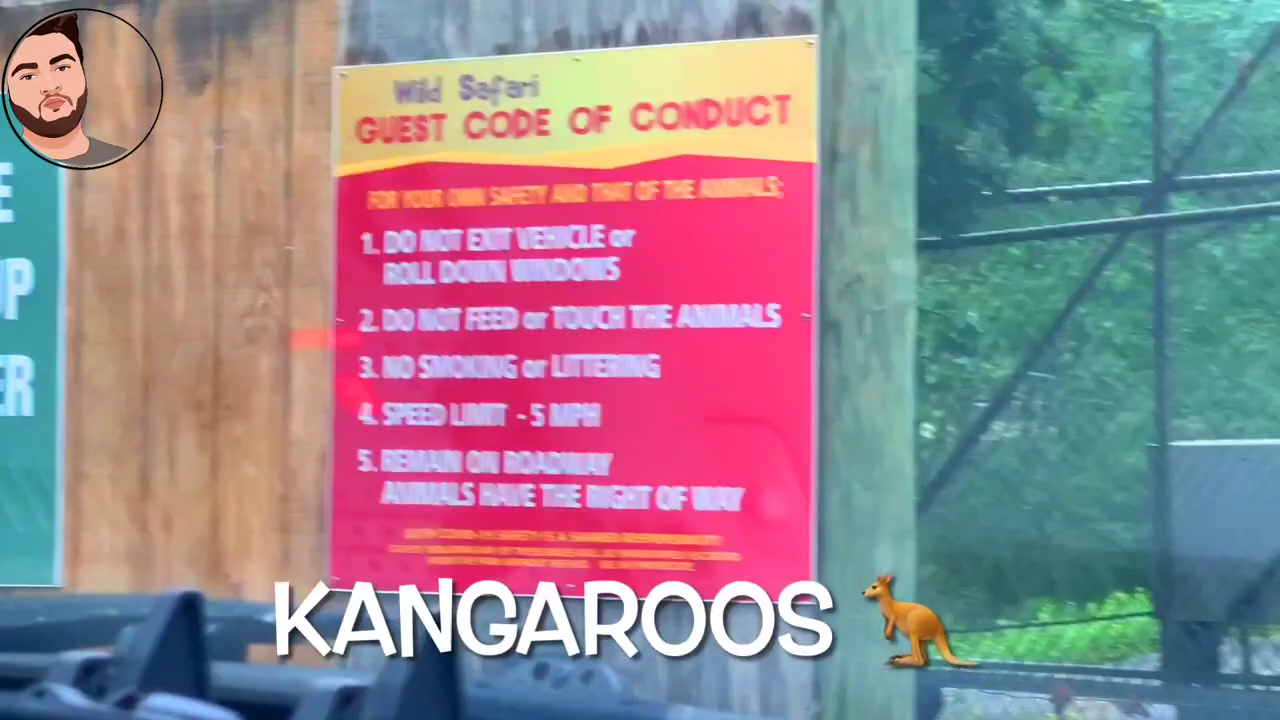 E
UP
ER
Wild Safari
GUEST CODE OF CONDUCT
FOR YOUR OWN SAFETY AND THAT OF THE ANIMALS;
1. DO NOT EXIT VEHICLE or
ROLL DOWN WINDOWS
2. DO NOT FEED or TOUCH THE ANIMALS
3. NO SMOKING or LITTERING
4. SPEED LIMIT - 5 MPH
5. REMAIN ON ROADWAY
ANIMALS HAVE THE RIGHT OF WAY
KANGAROOS